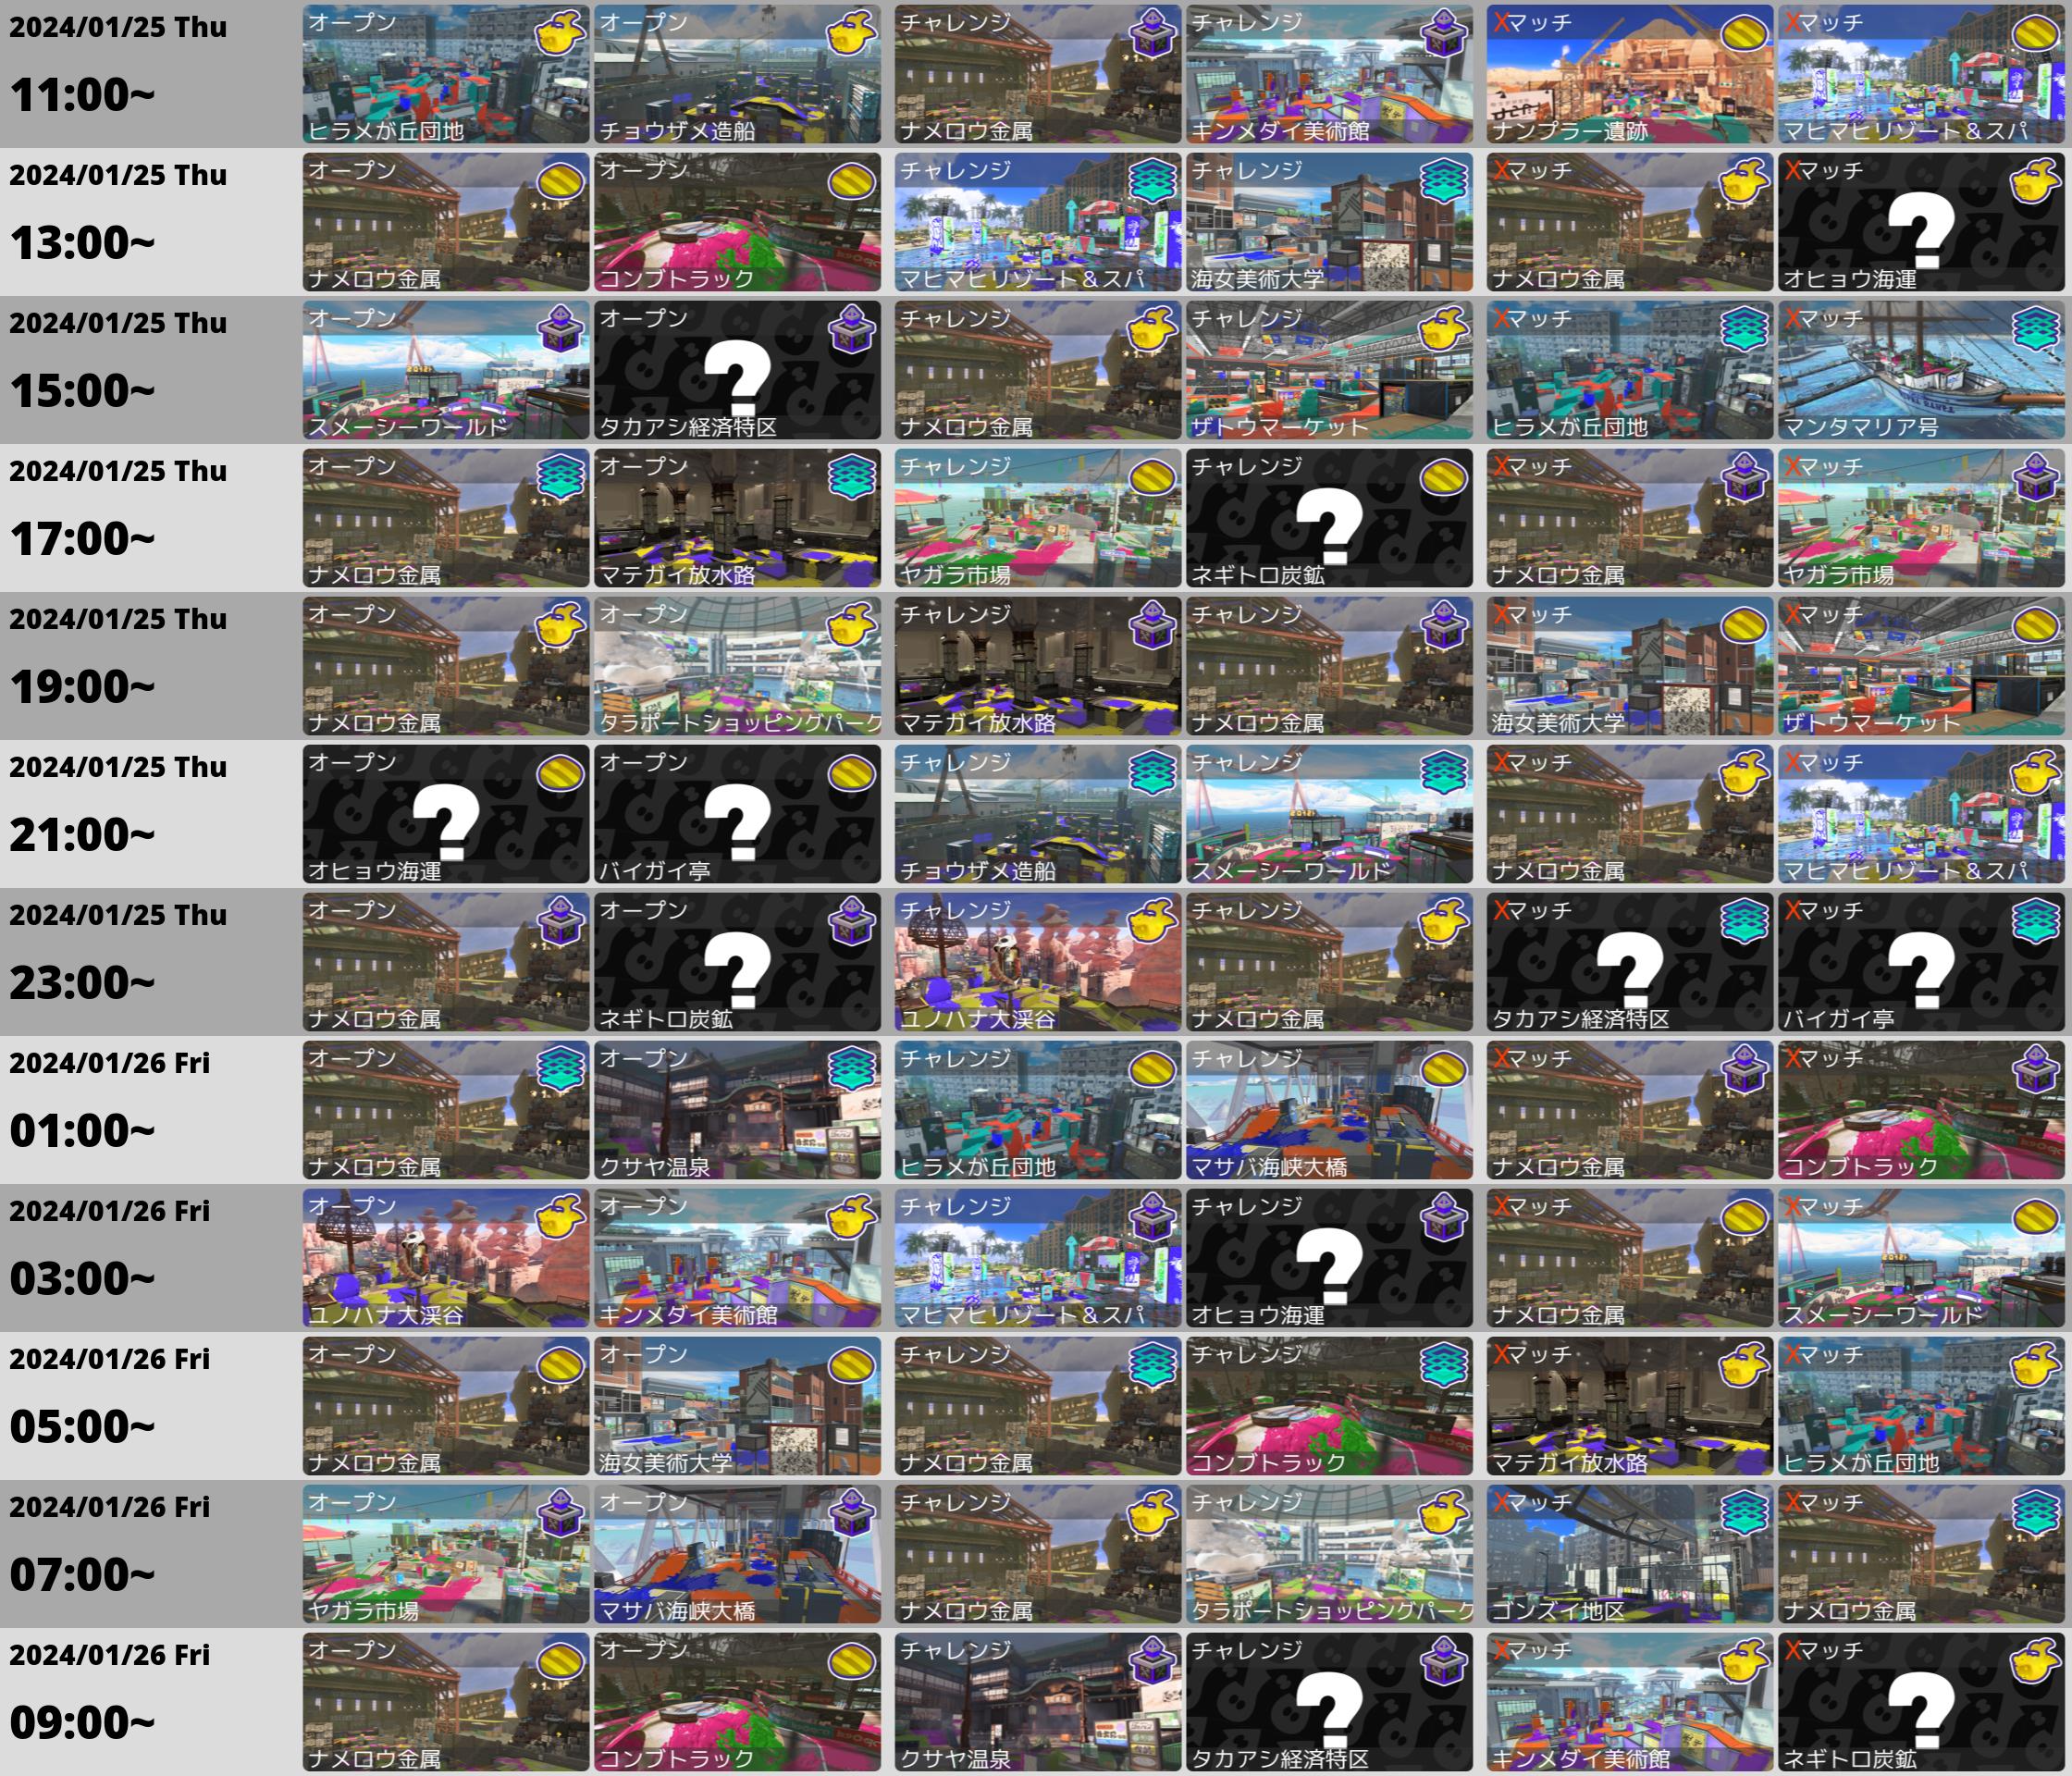 2024/01/25 Thu
11:00~
オープン
ヒラメが丘団地
オープン
チョウザメ造船
チャレンジ
ナメロウ金属
チャレンジ
キンメダイ美術館
Xマッチ
ナンプラー遺跡
Xマッチ
マヒマヒリゾート＆スパ
2024/01/25 Thu
13:00~
オープン
ナメロウ金属
オープン
コンブトラック
チャレンジ
マヒマヒリゾート＆スパ
チャレンジ
海女美術大学
Xマッチ
ナメロウ金属
Xマッチ
?
オヒョウ海運
2024/01/25 Thu
15:00~
オープン
スメーシーワールド
オープン
?
タカアシ経済特区
チャレンジ
ナメロウ金属
チャレンジ
ザトウマーケット
Xマッチ
ヒラメが丘団地
Xマッチ
マンタマリア号
2024/01/25 Thu
17:00~
オープン
ナメロウ金属
オープン
マテガイ放水路
チャレンジ
ヤガラ市場
チャレンジ
?
ネギトロ炭鉱
Xマッチ
ナメロウ金属
Xマッチ
ヤガラ市場
2024/01/25 Thu
19:00~
オープン
ナメロウ金属
オープン
タラポートショッピングパーク
チャレンジ
マテガイ放水路
チャレンジ
ナメロウ金属
Xマッチ
海女美術大学
Xマッチ
ザトウマーケット
2024/01/25 Thu
21:00~
オープン
?
オヒョウ海運
オープン
?
バイガイ亭
チャレンジ
チョウザメ造船
チャレンジ
スメーシーワールド
Xマッチ
ナメロウ金属
Xマッチ
マヒマヒリゾート＆スパ
2024/01/25 Thu
23:00~
オープン
ナメロウ金属
オープン
?
ネギトロ炭鉱
チャレンジ
ユノハナ大渓谷
チャレンジ
ナメロウ金属
Xマッチ
?
タカアシ経済特区
Xマッチ
?
バイガイ亭
2024/01/26 Fri
01:00~
オープン
ナメロウ金属
オープン
クサヤ温泉
チャレンジ
ヒラメが丘団地
チャレンジ
マサバ海峡大橋
Xマッチ
ナメロウ金属
Xマッチ
コンブトラック
2024/01/26 Fri
03:00~
オープン
ユノハナ大渓谷
オープン
キンメダイ美術館
チャレンジ
マヒマヒリゾート＆スパ
チャレンジ
?
オヒョウ海運
Xマッチ
ナメロウ金属
Xマッチ
スメーシーワールド
2024/01/26 Fri
05:00~
オープン
ナメロウ金属
オープン
海女美術大学
チャレンジ
ナメロウ金属
チャレンジ
コンブトラック
Xマッチ
マテガイ放水路
Xマッチ
ヒラメが丘団地
2024/01/26 Fri
07:00~
オープン
ヤガラ市場
オープン
マサバ海峡大橋
チャレンジ
ナメロウ金属
チャレンジ
タラポートショッピングパーク
Xマッチ
ゴンズイ地区
Xマッチ
ナメロウ金属
2024/01/26 Fri
09:00~
オープン
ナメロウ金属
オープン
コンブトラック
チャレンジ
クサヤ温泉
チャレンジ
?
タカアシ経済特区
Xマッチ
キンメダイ美術館
Xマッチ
?
ネギトロ炭鉱